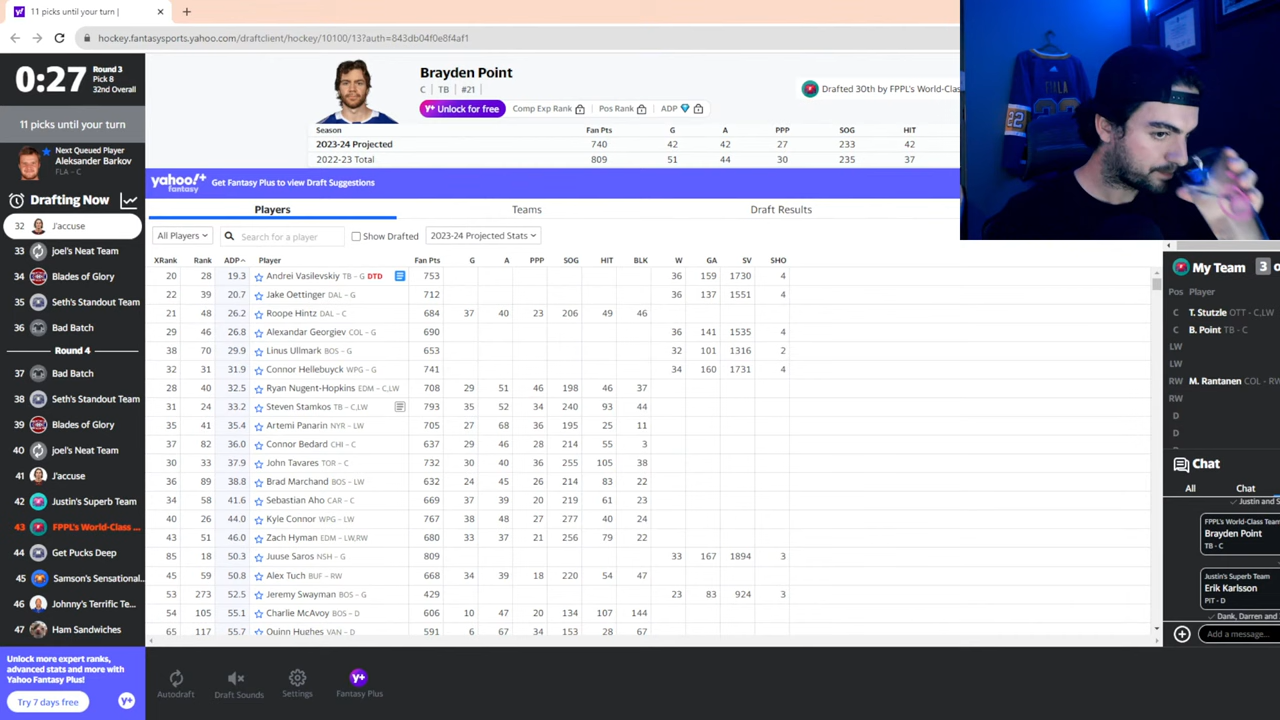 11 picks until your turn |
hockey.fantasysports.yahoo.com/draftclient/hockey/10100/13?auth=843db04f0e8f4af1
0:27
Round 3
Pick 8
32nd Overall
11 picks until your turn
Next Queued Player
Aleksander Barkov
FLA - C
Drafting Now
32 J'accuse
33 joel's Neat Team
34 Blades of Glory
35 Seth's Standout Team
36 Bad Batch
Round 4
37 Bad Batch
38 Seth's Standout Team
39 Blades of Glory
40 joel's Neat Team
41 J'accuse
42 Justin's Superb Team
43 FPPL's World-Class ...
44 Get Pucks Deep
45 Samson's Sensational...
46 Johnny's Terrific Te...
47 Ham Sandwiches
Unlock more expert ranks, advanced stats and more with Yahoo Fantasy Plus!
Try 7 days free
y+
Brayden Point
C | TB | #21 |
y+ Unlock for free Comp Exp Rank Pos Rank ADP
Drafted 30th by FPPL's World-Clas
Season Fan Pts G A PPP SOG HIT
2023-24 Projected 740 42 42 27 233 42
2022-23 Total 809 51 44 30 235 37
yahoo!+ fantasy Get Fantasy Plus to view Draft Suggestions
Players Teams Draft Results
All Players Search for a player Show Drafted 2023-24 Projected Stats
XRank Rank ADP Player Fan Pts G A PPP SOG HIT BLK W GA SV SHO
20 28 19.3 Andrei Vasilevskiy TB - G DTD 753 36 159 1730 4
22 39 20.7 Jake Oettinger DAL - G 712 36 137 1551 4
21 48 26.2 Roope Hintz DAL - C 684 37 40 23 206 49 46
29 46 26.8 Alexandar Georgiev COL - G 690 36 141 1535 4
38 70 29.9 Linus Ullmark BOS - G 653 32 101 1316 2
32 31 31.9 Connor Hellebuyck WPG - G 741 34 160 1731 4
28 40 32.5 Ryan Nugent-Hopkins EDM - C,LW 708 29 51 46 198 46 37
31 24 33.2 Steven Stamkos TB - C,LW 793 35 52 34 240 93 44
35 41 35.4 Artemi Panarin NYR - LW 705 27 68 36 195 25 11
37 82 36.0 Connor Bedard CHI - C 637 29 46 28 214 55 3
30 33 37.9 John Tavares TOR - C 732 30 40 36 255 105 38
36 89 38.8 Brad Marchand BOS - LW 632 24 45 26 214 83 22
34 58 41.6 Sebastian Aho CAR - C 669 37 39 20 219 61 23
40 26 44.0 Kyle Connor WPG - LW 767 38 48 27 277 40 24
43 51 46.0 Zach Hyman EDM - LW,RW 680 33 37 21 256 79 22
85 18 50.3 Juuse Saros NSH - G 809 33 167 1894 3
45 59 50.8 Alex Tuch BUF - RW 668 34 39 18 220 54 47
53 273 52.5 Jeremy Swayman BOS - G 429 23 83 924 3
54 105 55.1 Charlie McAvoy BOS - D 606 10 47 20 134 107 144
65 117 55.7 Quinn Hughes VAN - D 591 6 67 34 153 28 67
Autodraft
Draft Sounds
Settings
y+
Fantasy Plus
22
My Team 3
Pos Player
C T. Stutzle OTT - C,LW
C B. Point TB - C
LW
LW
RW M. Rantanen COL - RW
RW
D
D
Chat
All Chat
Justin and S
FPPL's World-Class Team
Brayden Point
TB - C
Justin's Superb Team
Erik Karlsson
PIT - D
Dank, Darren and
Add a message...